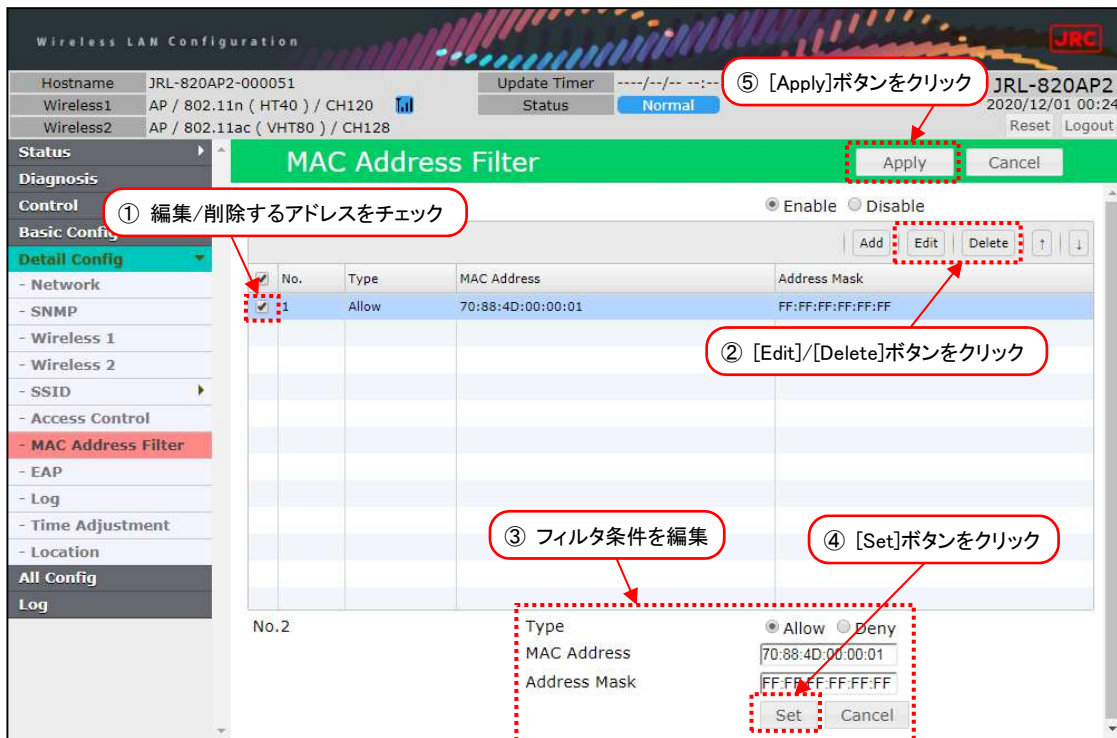 Wireless LAN Configuration
JRC
Hostname JRL-820AP2-000051 Update Timer ----/--/-- --:-- JRL-820AP2
⑤ [Apply]ボタンをクリック
Wireless1 AP / 802.11n ( HT40 ) / CH120 Status Normal 2020/12/01 00:24
Wireless2 AP / 802.11ac ( VHT80 ) / CH128 Reset Logout
Status
MAC Address Filter Apply Cancel
Diagnosis
Control
① 編集/削除するアドレスをチェック
Enable Disable
Basic Config
Add Edit Delete ↑ ↓
Detail Config
No. Type MAC Address Address Mask
- Network
1 Allow 70:88:4D:00:00:01 FF:FF:FF:FF:FF:FF
- SNMP
- Wireless 1
② [Edit]/[Delete]ボタンをクリック
- Wireless 2
- SSID
- Access Control
- MAC Address Filter
- EAP
- Log
- Time Adjustment
③ フィルタ条件を編集
④ [Set]ボタンをクリック
- Location
All Config
Log
No.2 Type Allow Deny
MAC Address 70:88:4D:00:00:01
Address Mask FF:FF:FF:FF:FF:FF
Set Cancel